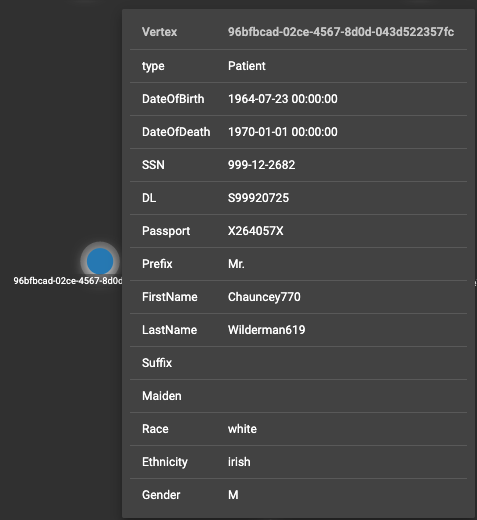 Vertex 96bfbcad-02ce-4567-8d0d-043d522357fc
type Patient
DateOfBirth 1964-07-23 00:00:00
DateOfDeath 1970-01-01 00:00:00
SSN 999-12-2682
DL S99920725
Passport X264057X
Prefix Mr.
96bfbcad-02ce-4567-8d0d
FirstName Chauncey770
LastName Wilderman619
Suffix
Maiden
Race white
Ethnicity irish
Gender M